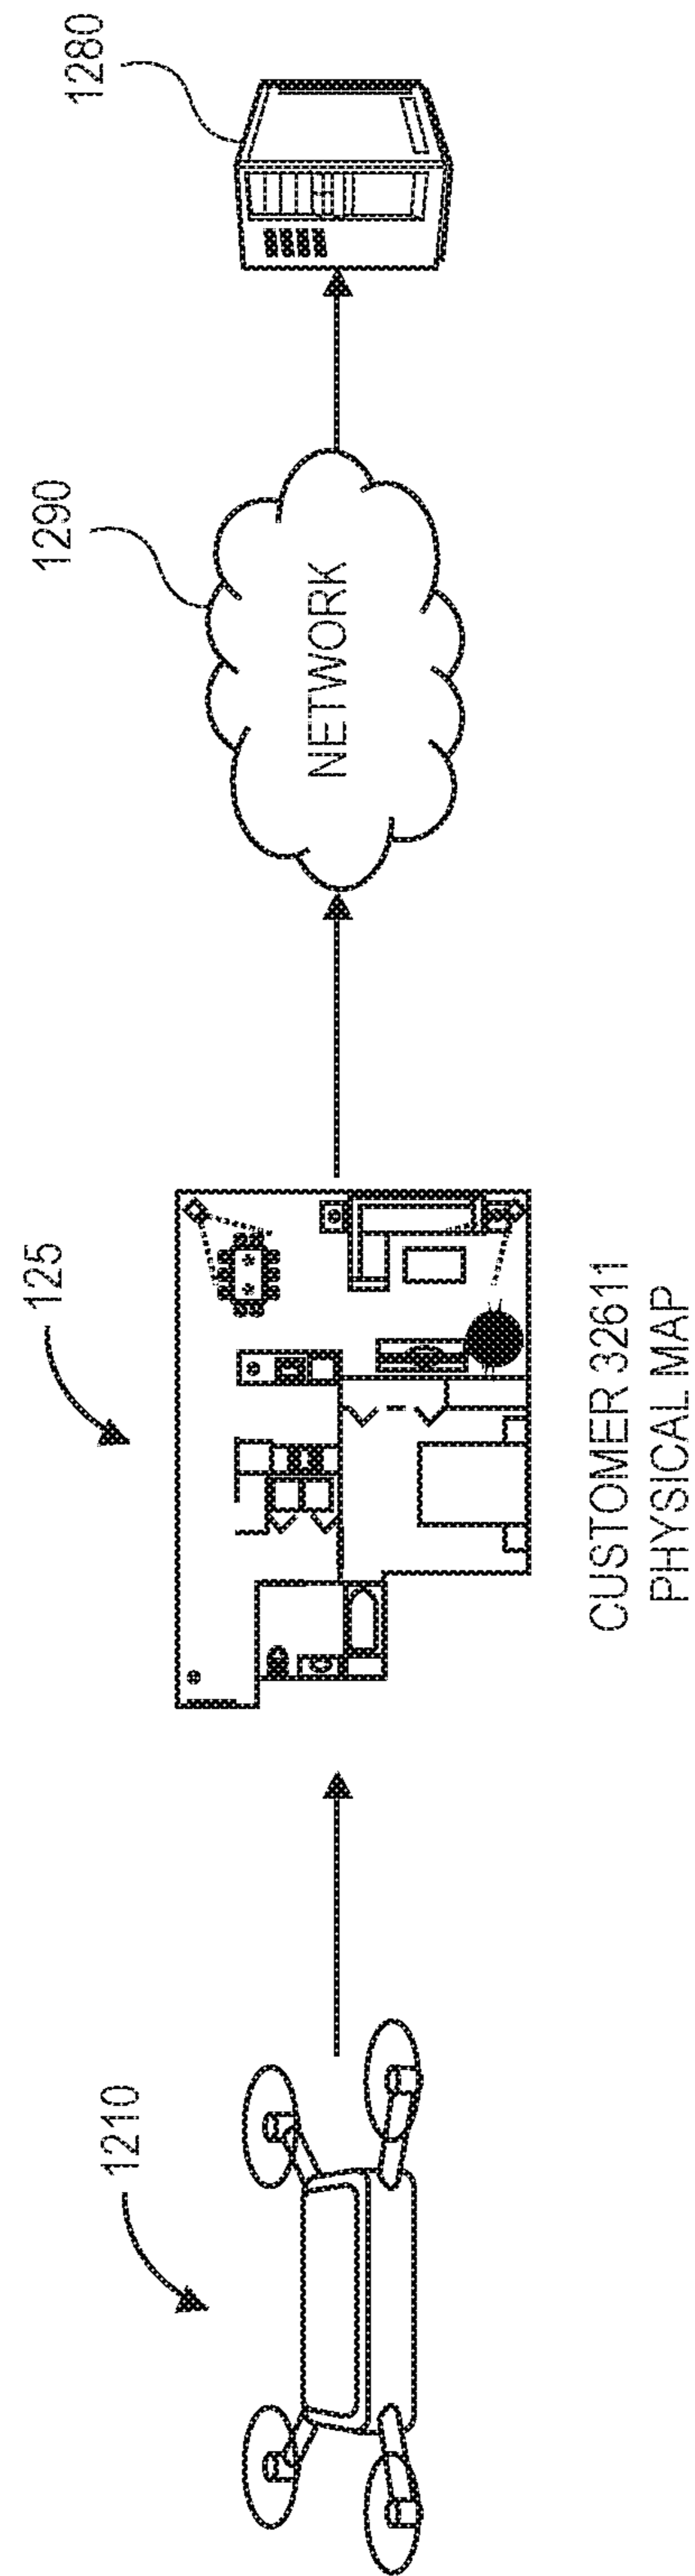 1210
125
CUSTOMER 32611
PHYSICAL MAP
1290
NETWORK
1280